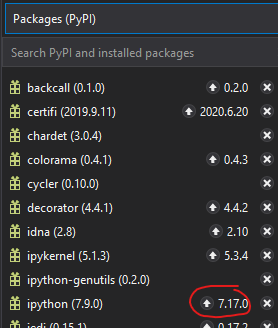 Packages (PyPI)
Search PyPI and installed packages
backcall (0.1.0) 0.2.0
certifi (2019.9.11) 2020.6.20
chardet (3.0.4)
colorama (0.4.1) 0.4.3
cycler (0.10.0)
decorator (4.4.1) 4.4.2
idna (2.8) 2.10
ipykernel (5.1.3) 5.3.4
ipython-genutils (0.2.0)
ipython (7.9.0) 7.17.0
jedi (0.15.1) 0.17.2